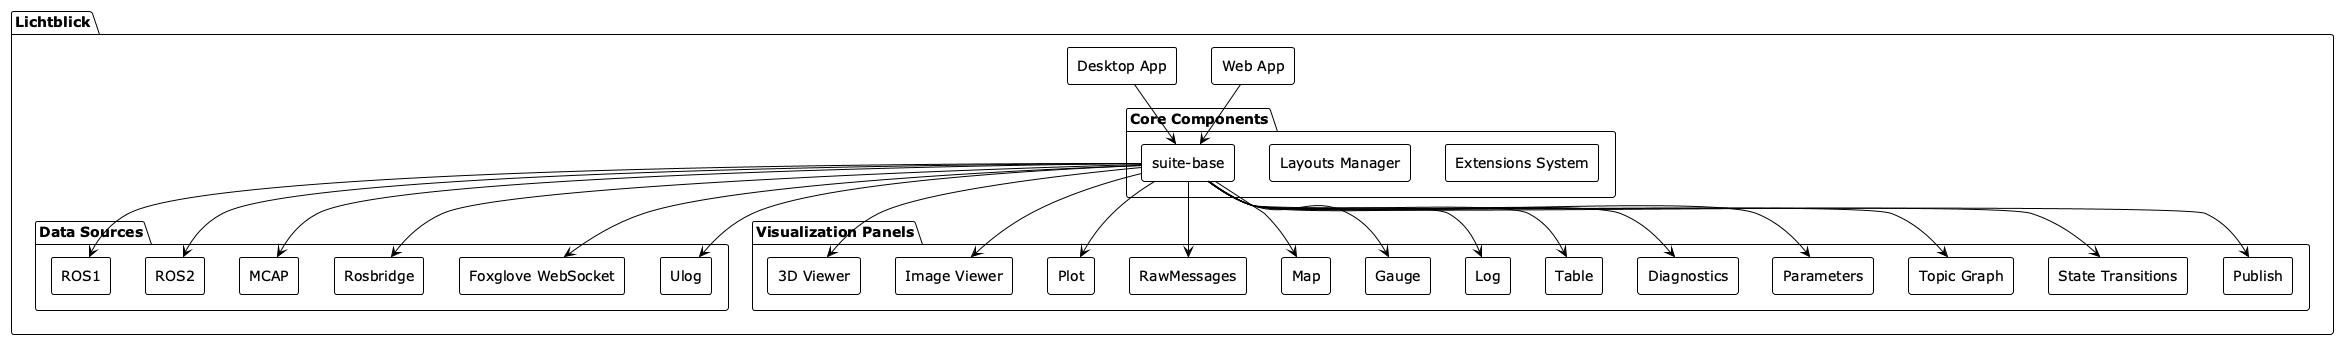 Lichtblick
Desktop App
Web App
Core Components
suite-base
Layouts Manager
Extensions System
Data Sources
ROS1
ROS2
MCAP
Rosbridge
Foxglove WebSocket
Ulog
Visualization Panels
3D Viewer
Image Viewer
Plot
RawMessages
Map
Gauge
Log
Table
Diagnostics
Parameters
Topic Graph
State Transitions
Publish